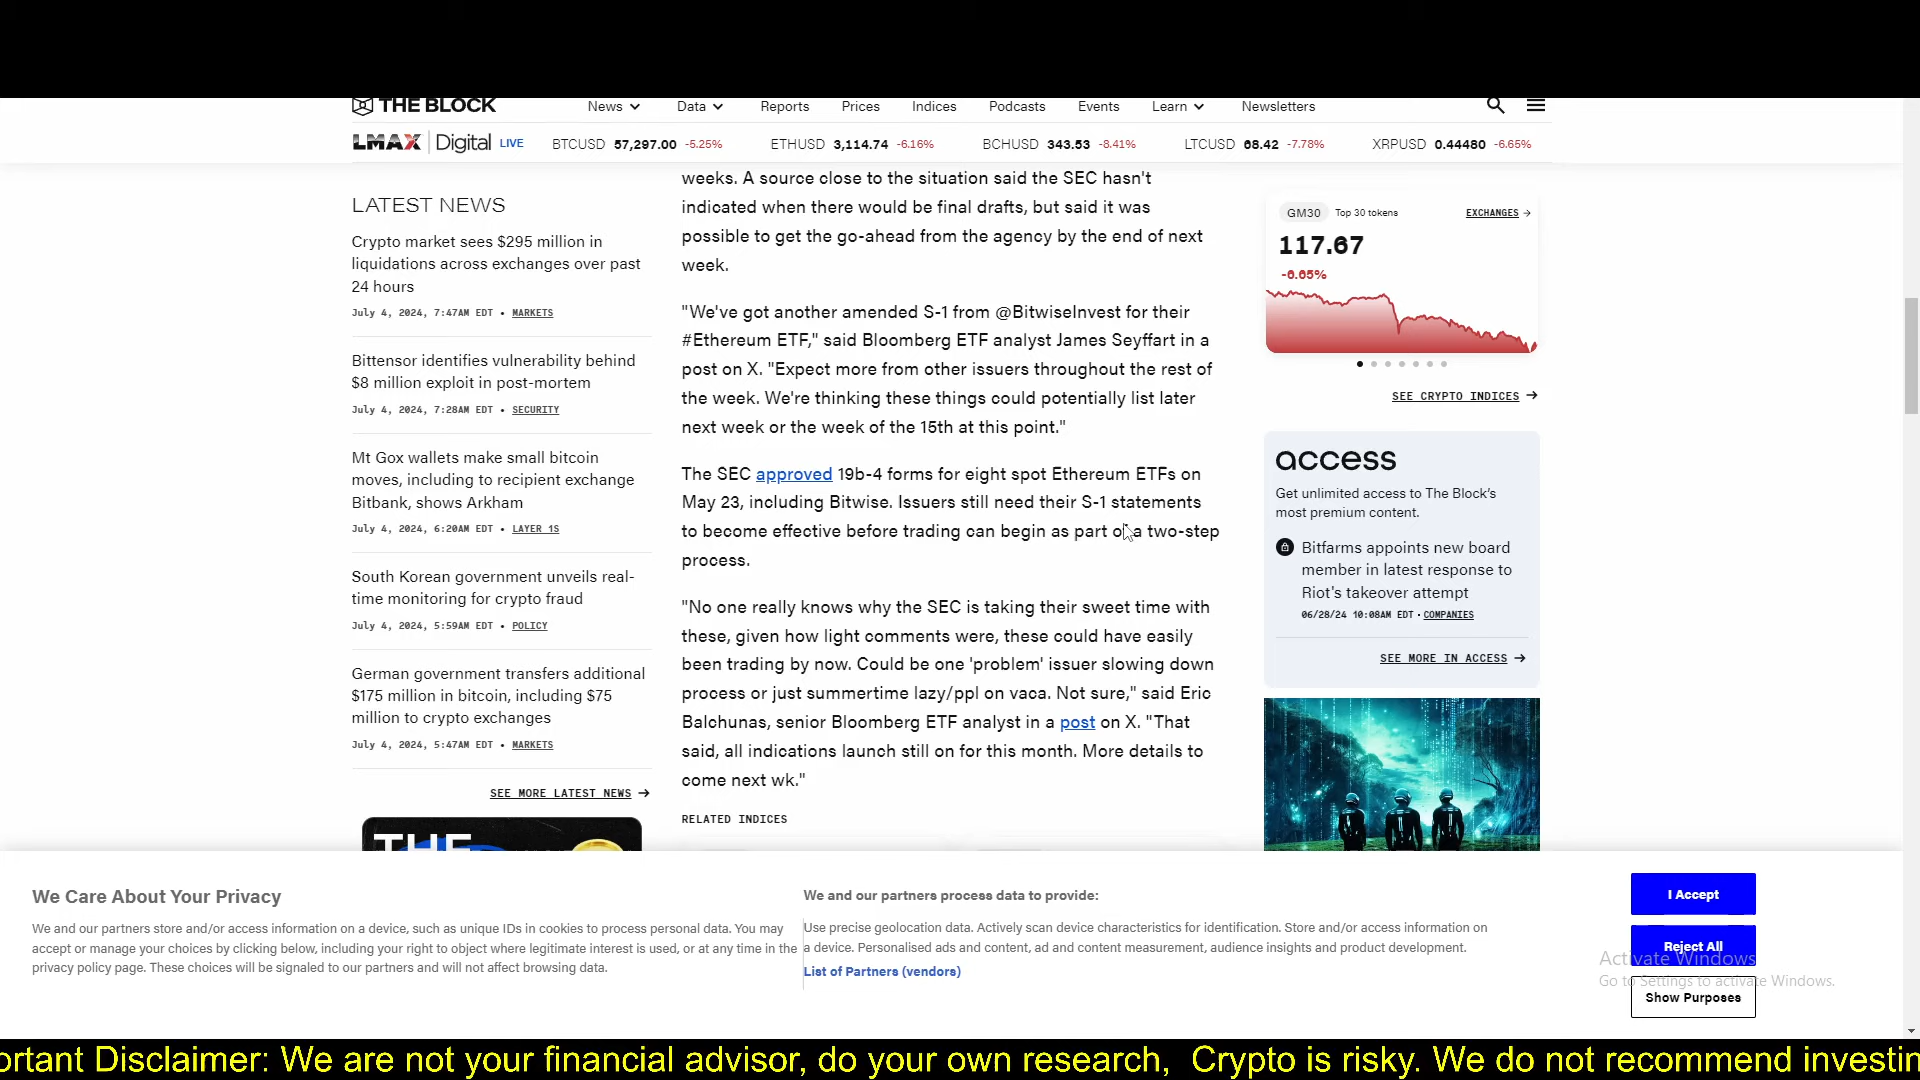 THE BLOCK
News
Data
Reports
Prices
Indices
Podcasts
Events
Learn
Newsletters
LMAX Digital LIVE
BTCUSD 57,297.00 -5.25%
ETHUSD 3,114.74 -6.16%
BCHUSD 343.53 -8.41%
LTCUSD 68.42 -7.78%
XRPUSD 0.44480 -6.65%
LATEST NEWS
Crypto market sees $295 million in
liquidations across exchanges over past
24 hours
July 4, 2024, 7:47AM EDT • MARKETS
Bittensor identifies vulnerability behind
$8 million exploit in post-mortem
July 4, 2024, 7:28AM EDT • SECURITY
Mt Gox wallets make small bitcoin
moves, including to recipient exchange
Bitbank, shows Arkham
July 4, 2024, 6:20AM EDT • LAYER 1S
South Korean government unveils real-
time monitoring for crypto fraud
July 4, 2024, 5:59AM EDT • POLICY
German government transfers additional
$175 million in bitcoin, including $75
million to crypto exchanges
July 4, 2024, 5:47AM EDT • MARKETS
SEE MORE LATEST NEWS →
THE
weeks. A source close to the situation said the SEC hasn't
indicated when there would be final drafts, but said it was
possible to get the go-ahead from the agency by the end of next
week.
"We've got another amended S-1 from @BitwiseInvest for their
#Ethereum ETF," said Bloomberg ETF analyst James Seyffart in a
post on X. "Expect more from other issuers throughout the rest of
the week. We're thinking these things could potentially list later
next week or the week of the 15th at this point."
The SEC approved 19b-4 forms for eight spot Ethereum ETFs on
May 23, including Bitwise. Issuers still need their S-1 statements
to become effective before trading can begin as part of a two-step
process.
"No one really knows why the SEC is taking their sweet time with
these, given how light comments were, these could have easily
been trading by now. Could be one 'problem' issuer slowing down
process or just summertime lazy/ppl on vaca. Not sure," said Eric
Balchunas, senior Bloomberg ETF analyst in a post on X. "That
said, all indications launch still on for this month. More details to
come next wk."
RELATED INDICES
GM30 Top 30 tokens
EXCHANGES →
117.67
-6.65%
SEE CRYPTO INDICES →
access
Get unlimited access to The Block's
most premium content.
Bitfarms appoints new board
member in latest response to
Riot's takeover attempt
06/28/24 10:08AM EDT • COMPANIES
SEE MORE IN ACCESS →
We Care About Your Privacy
We and our partners store and/or access information on a device, such as unique IDs in cookies to process personal data. You may
accept or manage your choices by clicking below, including your right to object where legitimate interest is used, or at any time in the
privacy policy page. These choices will be signaled to our partners and will not affect browsing data.
We and our partners process data to provide:
Use precise geolocation data. Actively scan device characteristics for identification. Store and/or access information on
a device. Personalised ads and content, ad and content measurement, audience insights and product development.
List of Partners (vendors)
I Accept
Reject All
Show Purposes
Activate Windows
Go to Settings to activate Windows.
ortant Disclaimer: We are not your financial advisor, do your own research, Crypto is risky. We do not recommend investin